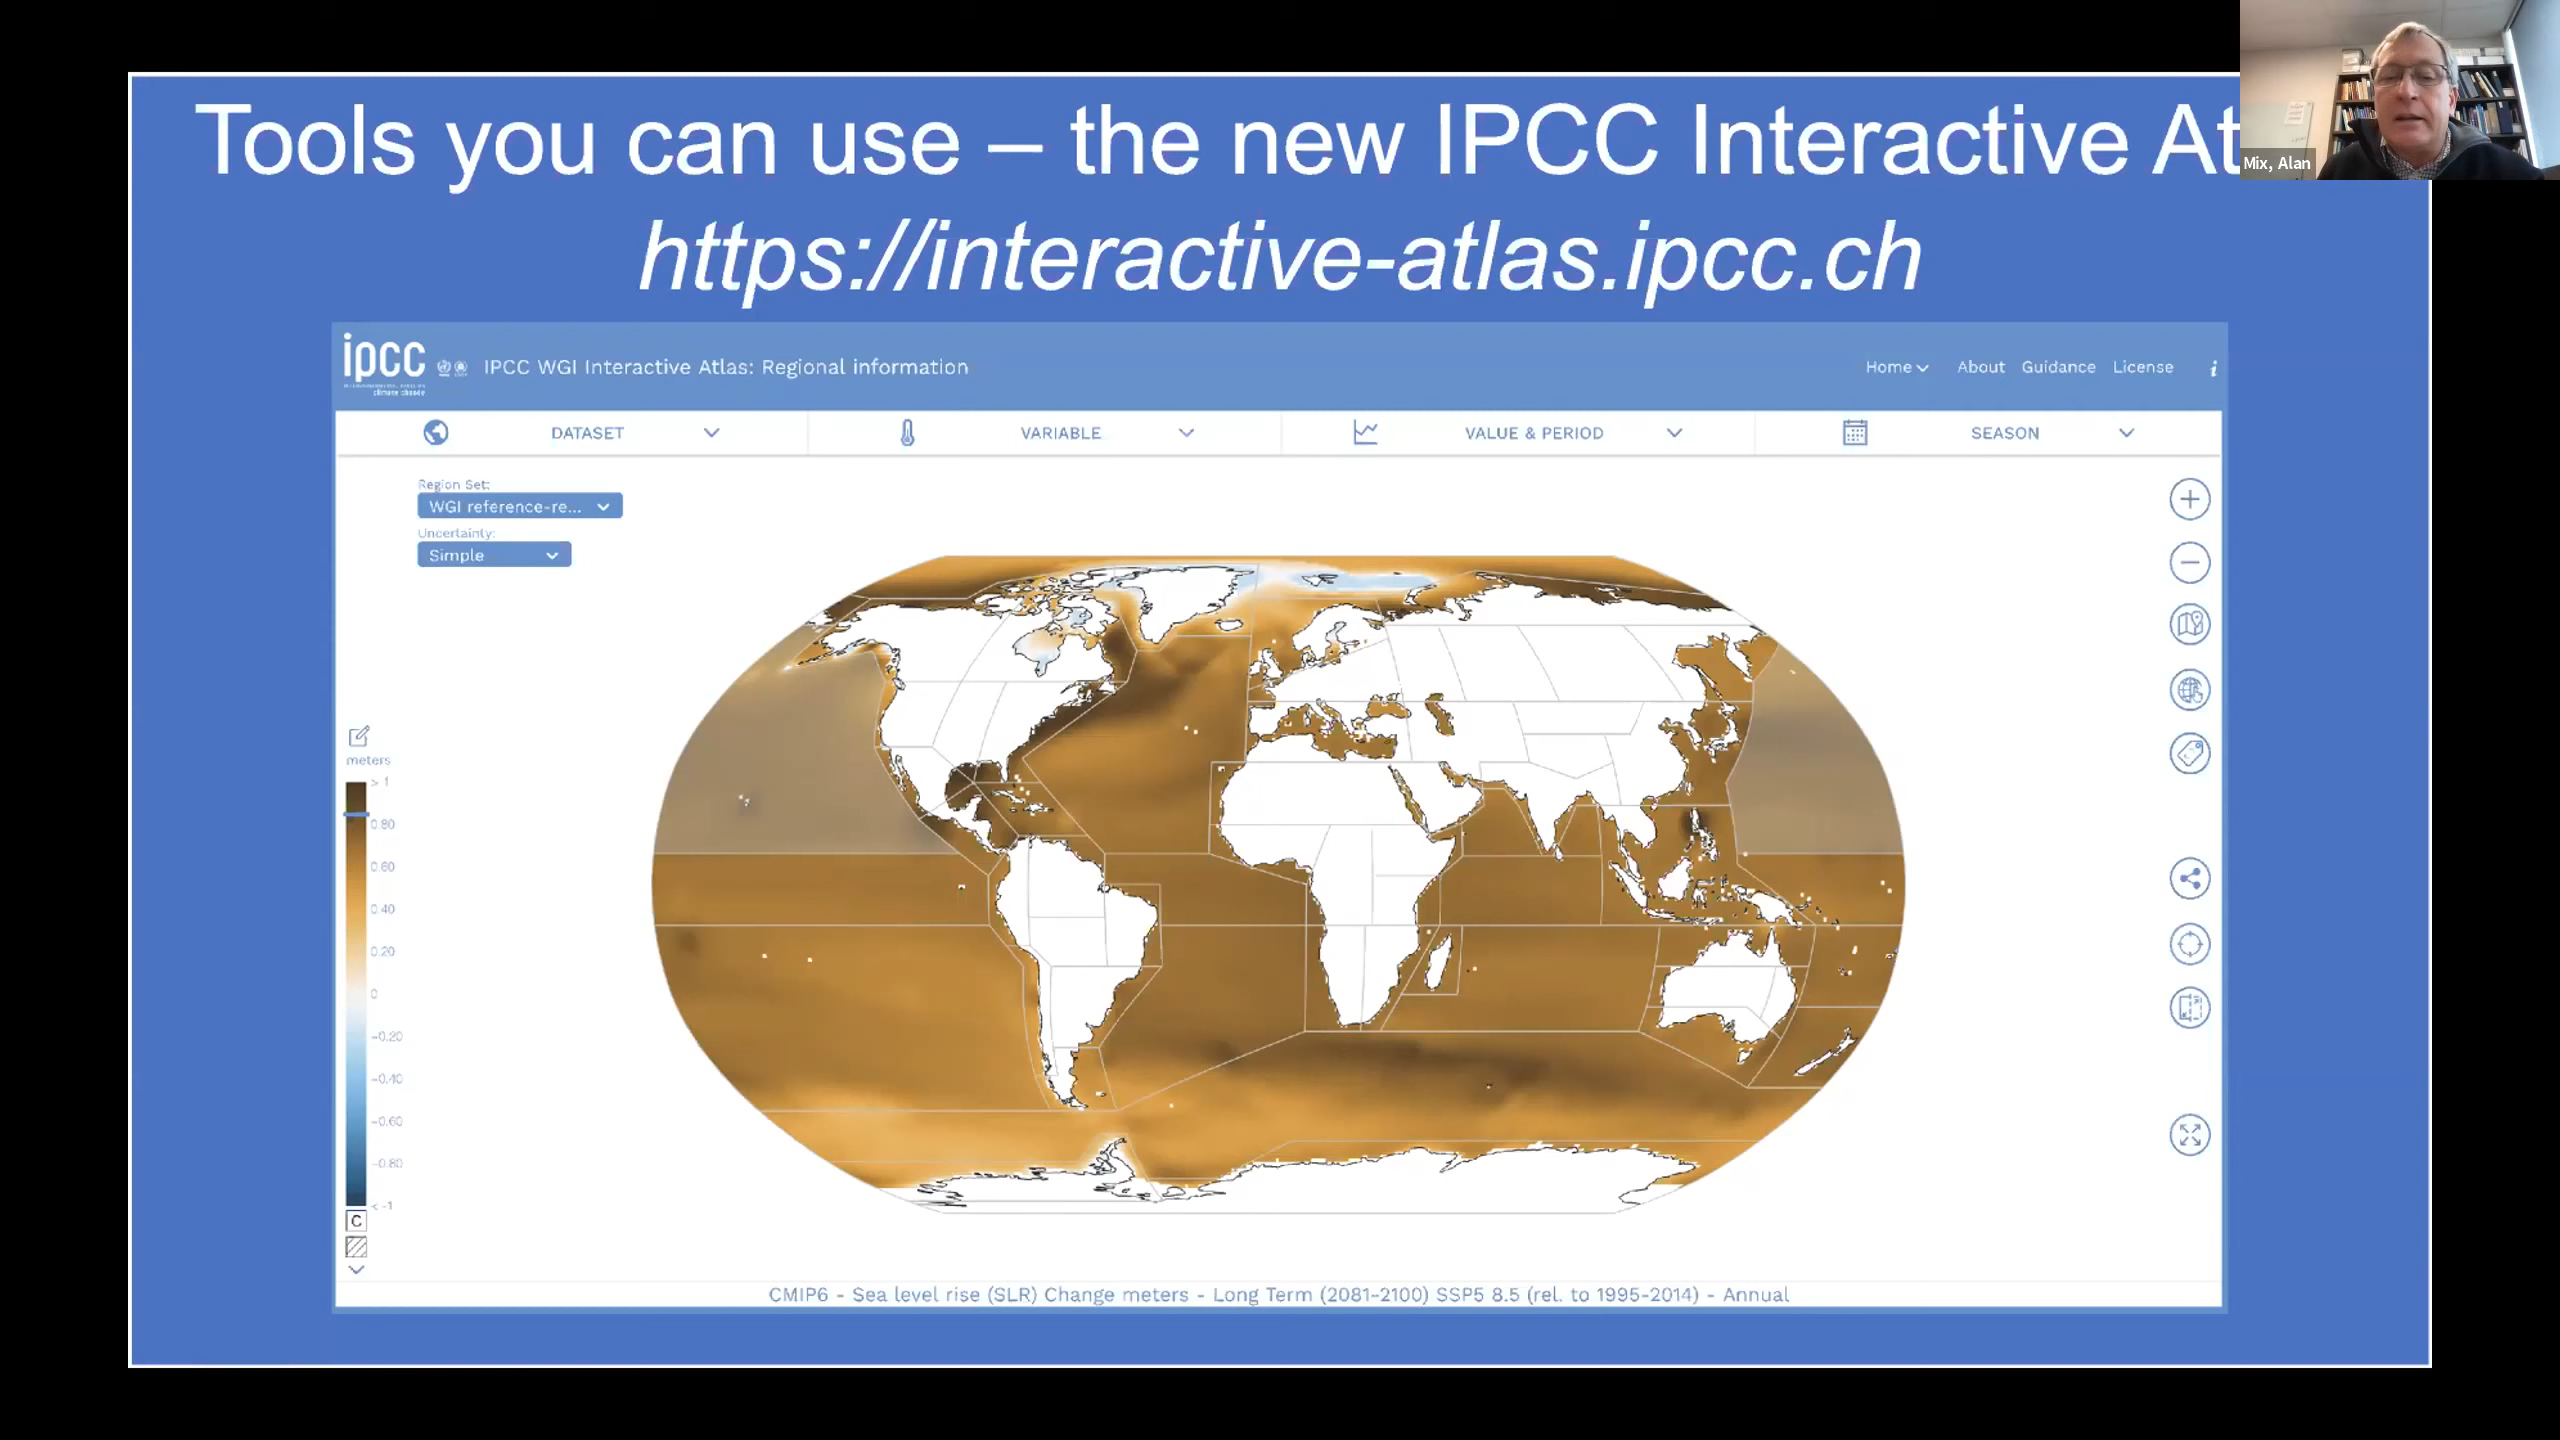 Tools you can use – the new IPCC Interactive At
Mix, Alan
https://interactive-atlas.ipcc.ch
ipcc
climate change
IPCC WGI Interactive Atlas: Regional information
Home About Guidance License i
DATASET VARIABLE VALUE & PERIOD SEASON
Region Set:
WGI reference-re...
Uncertainty:
Simple
meters
> 1
0.80
0.60
0.40
0.20
0
-0.20
-0.40
-0.60
-0.80
< -1
C
CMIP6 - Sea level rise (SLR) Change meters - Long Term (2081-2100) SSP5 8.5 (rel. to 1995-2014) - Annual